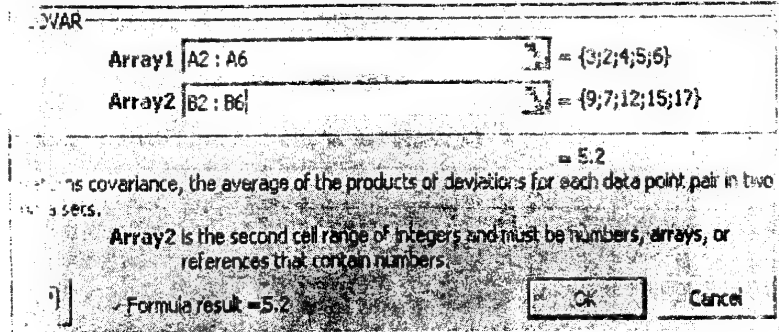 OVAR
Array1 A2 : A6 = {3;2;4;5;6}
Array2 B2 : B6 = {9;7;12;15;17}
= 5.2
ns covariance, the average of the products of deviations for each data point pair in two
a sets.
Array2 is the second cell range of integers and must be numbers, arrays, or
references that contain numbers.
Formula result =5.2 OK Cancel